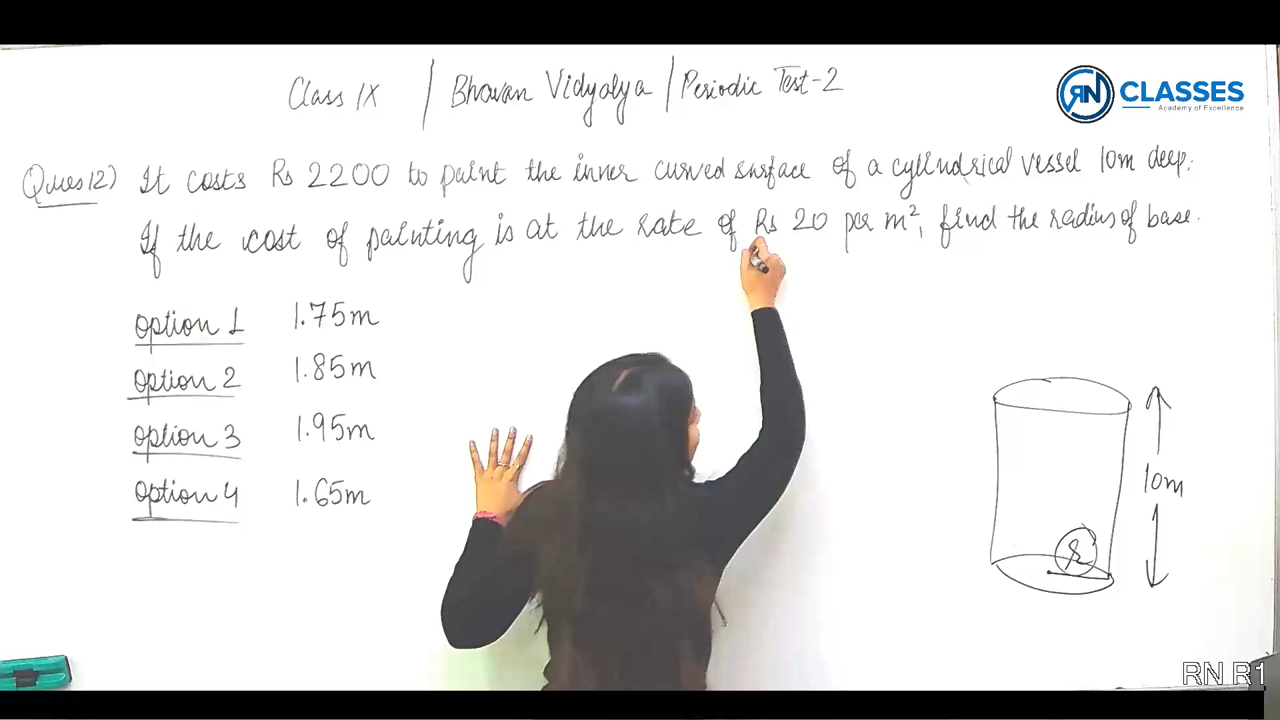 Class IX / Bhavan Vidyalya / Periodic Test-2
RN CLASSES
Academy of Excellence
Ques12) It costs Rs 2200 to paint the inner curved surface of a cylindrical vessel 10m deep.
If the cost of painting is at the rate of Rs 20 per m², find the radius of base.
Option 1 1.75m
Option 2 1.85m
Option 3 1.95m
Option 4 1.65m
10m
r
RN R1